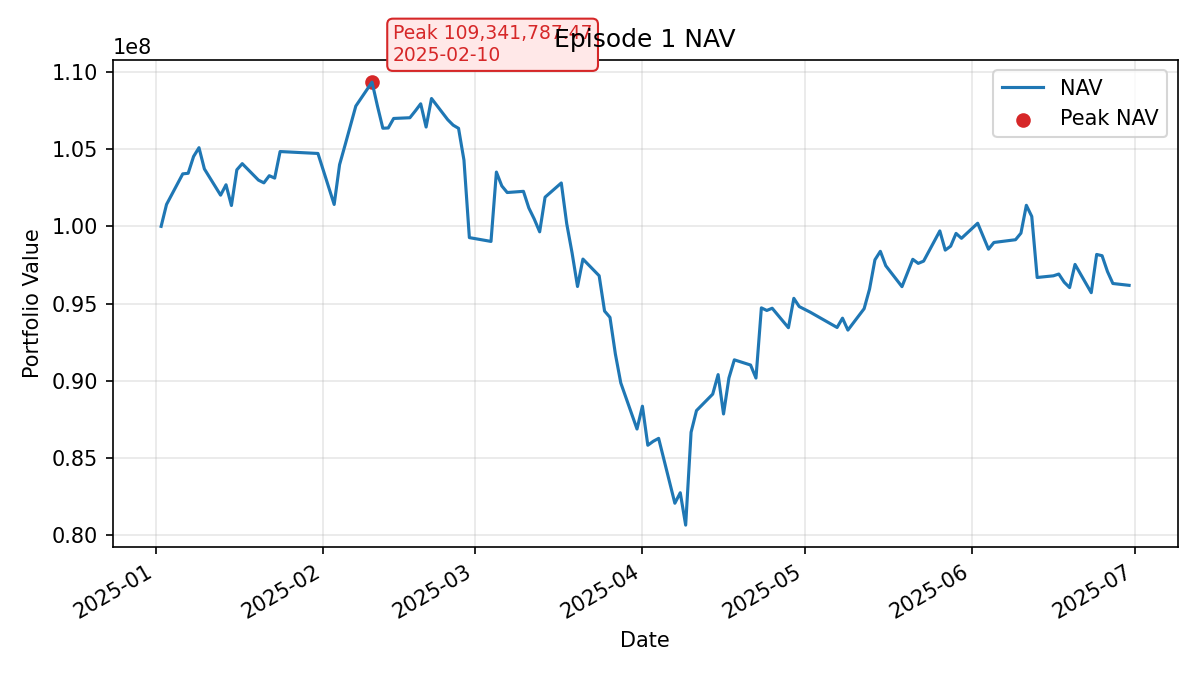 Peak 109,341,787.47
2025-02-10
Episode 1 NAV
1e8
1.10
1.05
1.00
0.95
0.90
0.85
0.80
Portfolio Value
NAV
Peak NAV
2025-01
2025-02
2025-03
2025-04
2025-05
2025-06
2025-07
Date